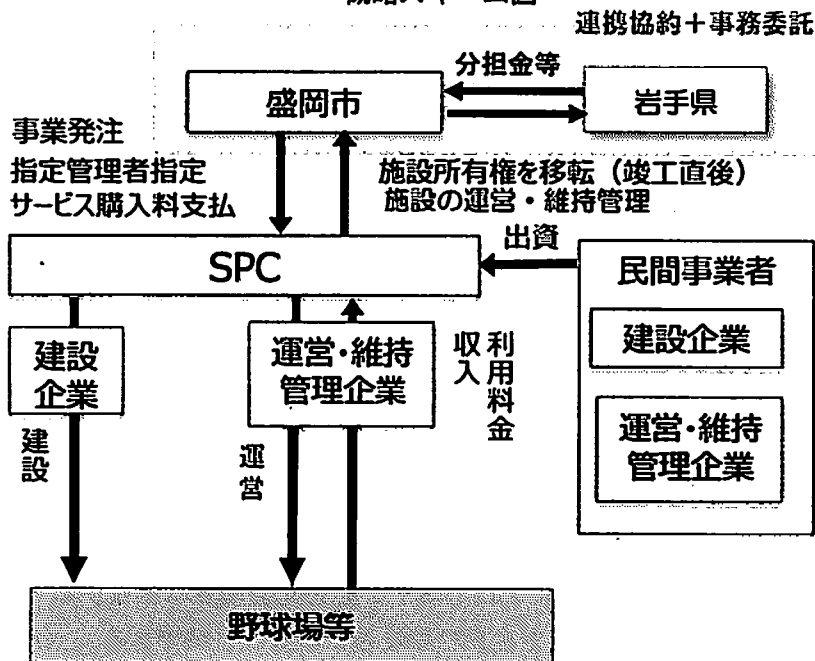 連携協約＋事務委託
分担金等
盛岡市
岩手県
事業発注
指定管理者指定
サービス購入料支払
施設所有権を移転（竣工直後）
施設の運営・維持管理
出資
SPC
民間事業者
建設企業
運営・維持
管理企業
建設
企業
運営・維持
管理企業
利用料金
収入
建設
運営
野球場等